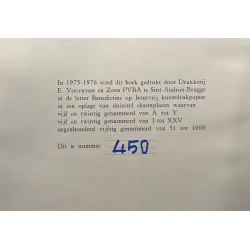 In 1975-1976 werd dit boek gedrukt door Drukkerij
E. Vercruysse en Zoon PVBA te Sint-Andries-Brugge
in de letter Benedictine op houtvrij kunstdrukpapier
in een oplage van duizend eksemplaren waarvan
vijf en twintig genummerd van A tot Y
vijf en twintig genummerd van I tot XXV
negenhonderd vijftig genummerd van 51 tot 1000
Dit is nummer 450